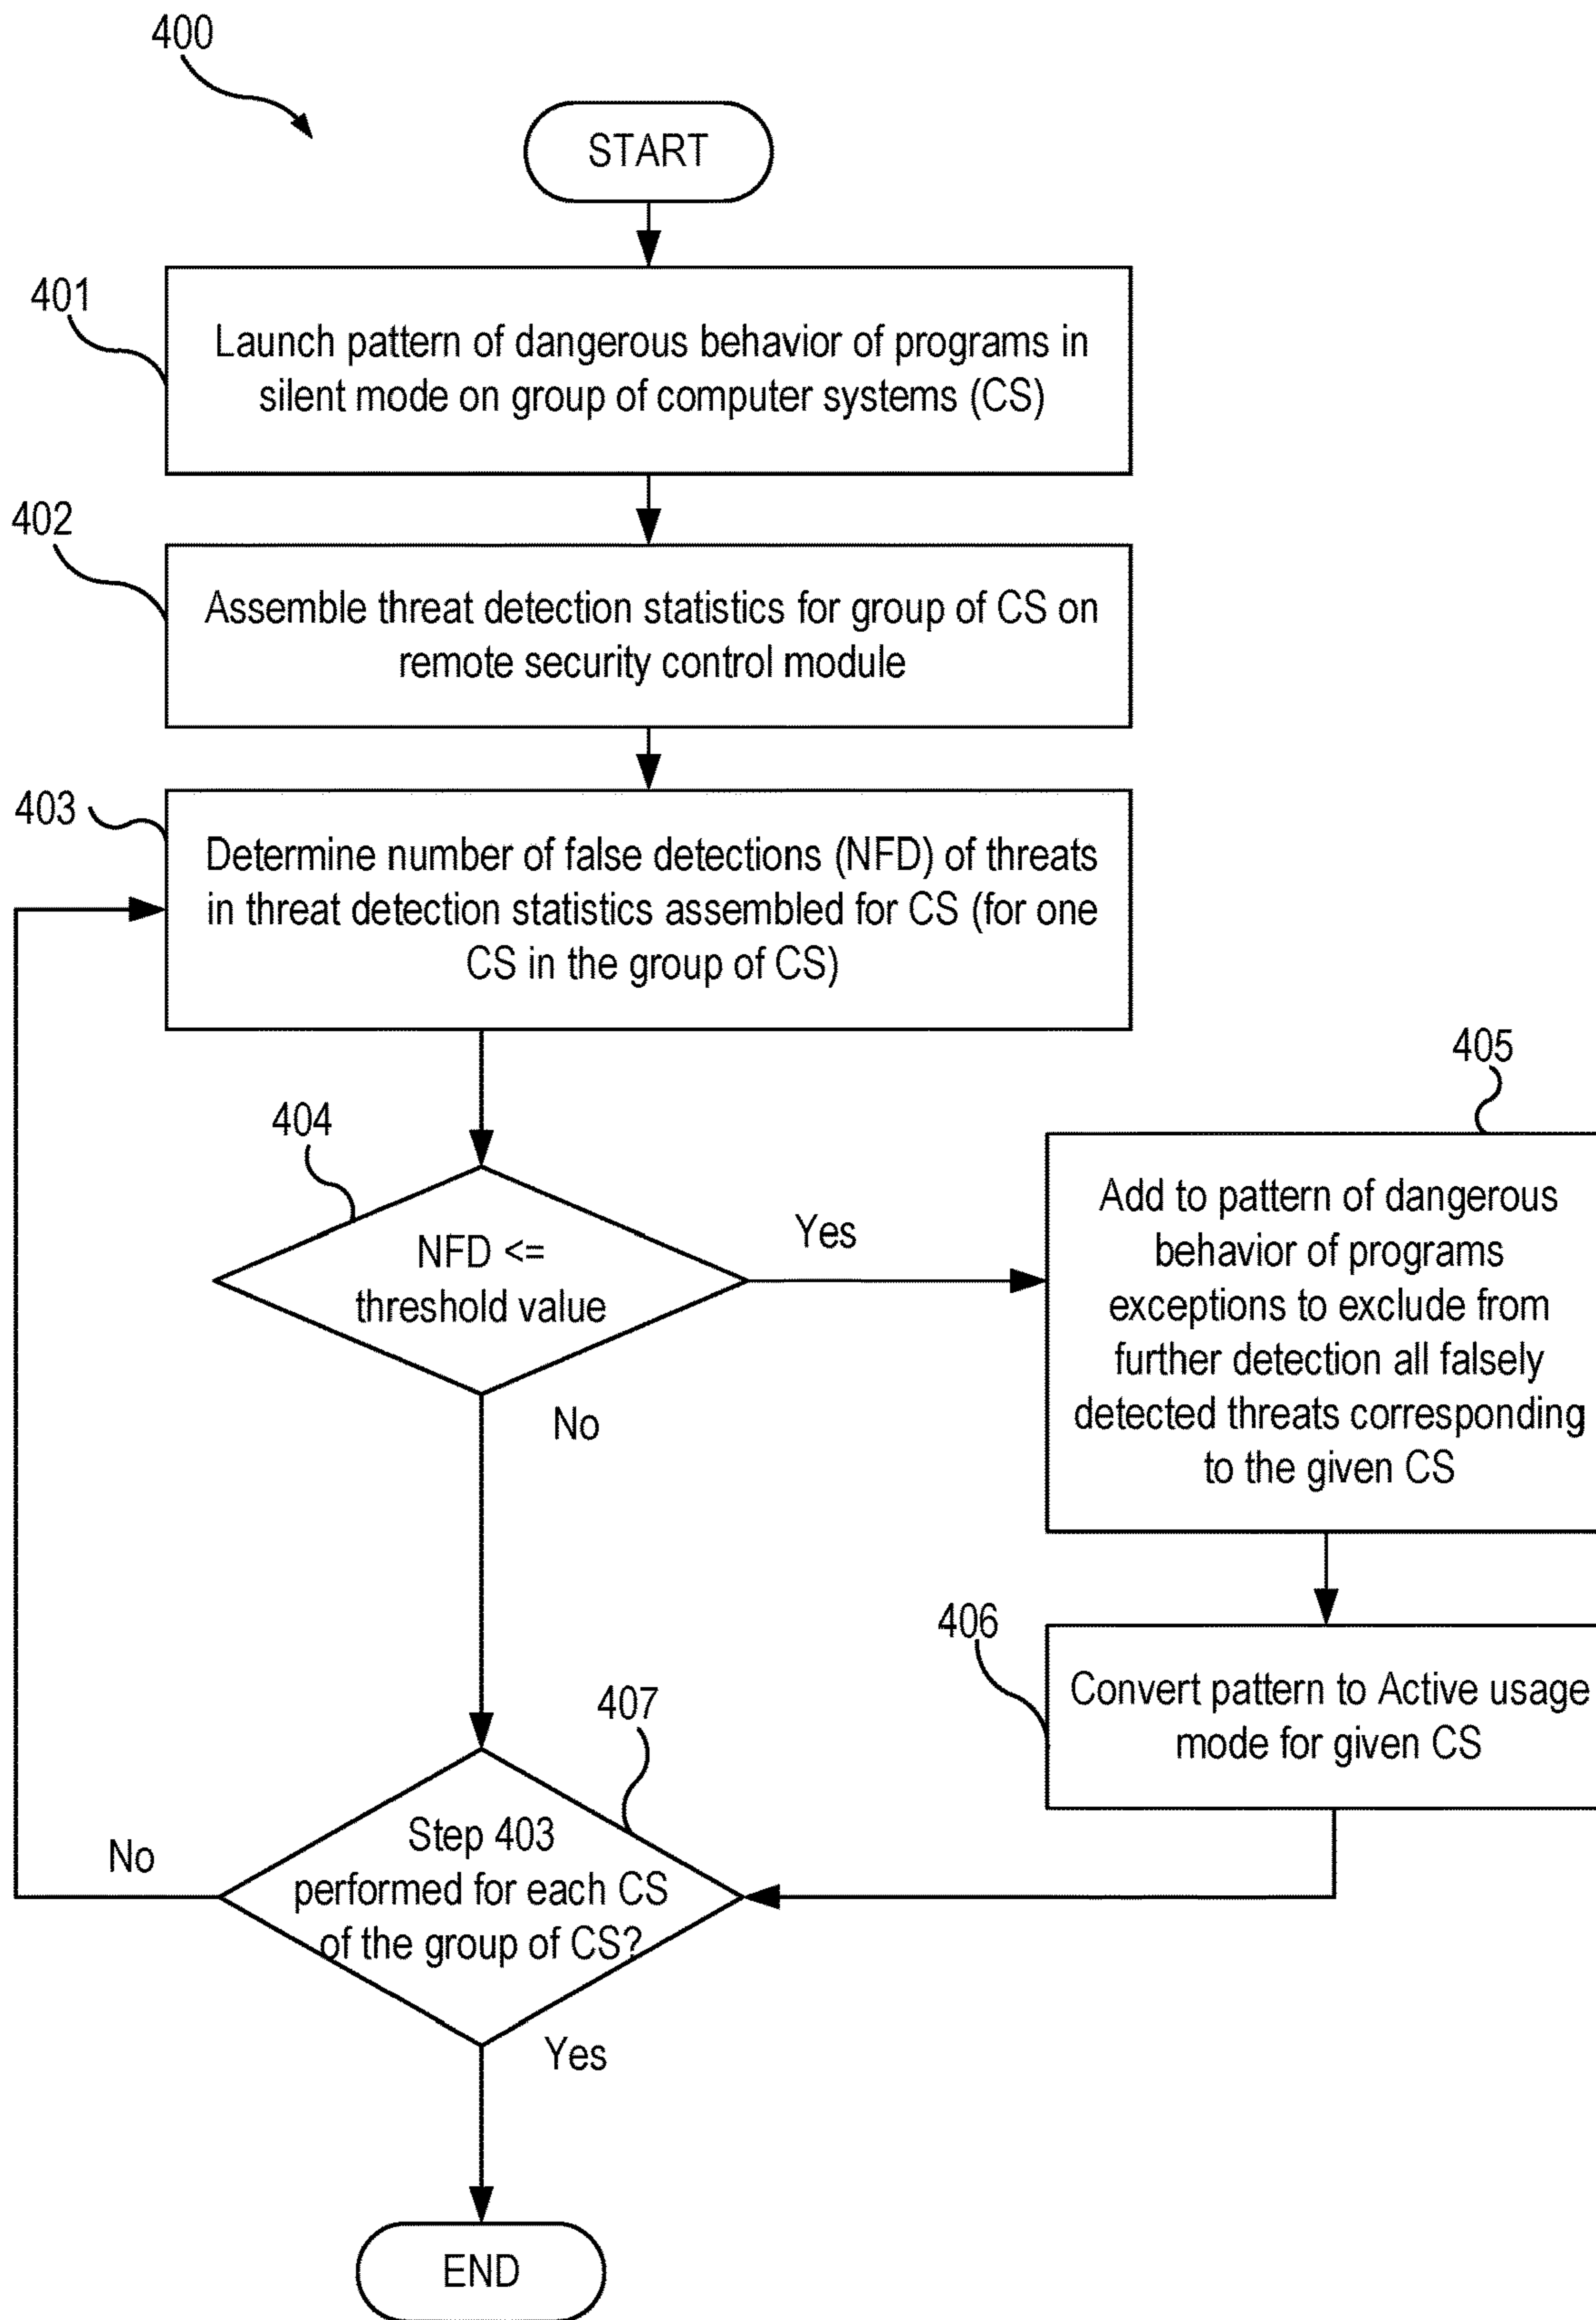 400
START
401
Launch pattern of dangerous behavior of programs in
silent mode on group of computer systems (CS)
402
Assemble threat detection statistics for group of CS on
remote security control module
403
Determine number of false detections (NFD) of threats
in threat detection statistics assembled for CS (for one
CS in the group of CS)
404
NFD <=
threshold value
Yes
No
405
Add to pattern of dangerous
behavior of programs
exceptions to exclude from
further detection all falsely
detected threats corresponding
to the given CS
406
Convert pattern to Active usage
mode for given CS
407
Step 403
performed for each CS
of the group of CS?
No
Yes
END